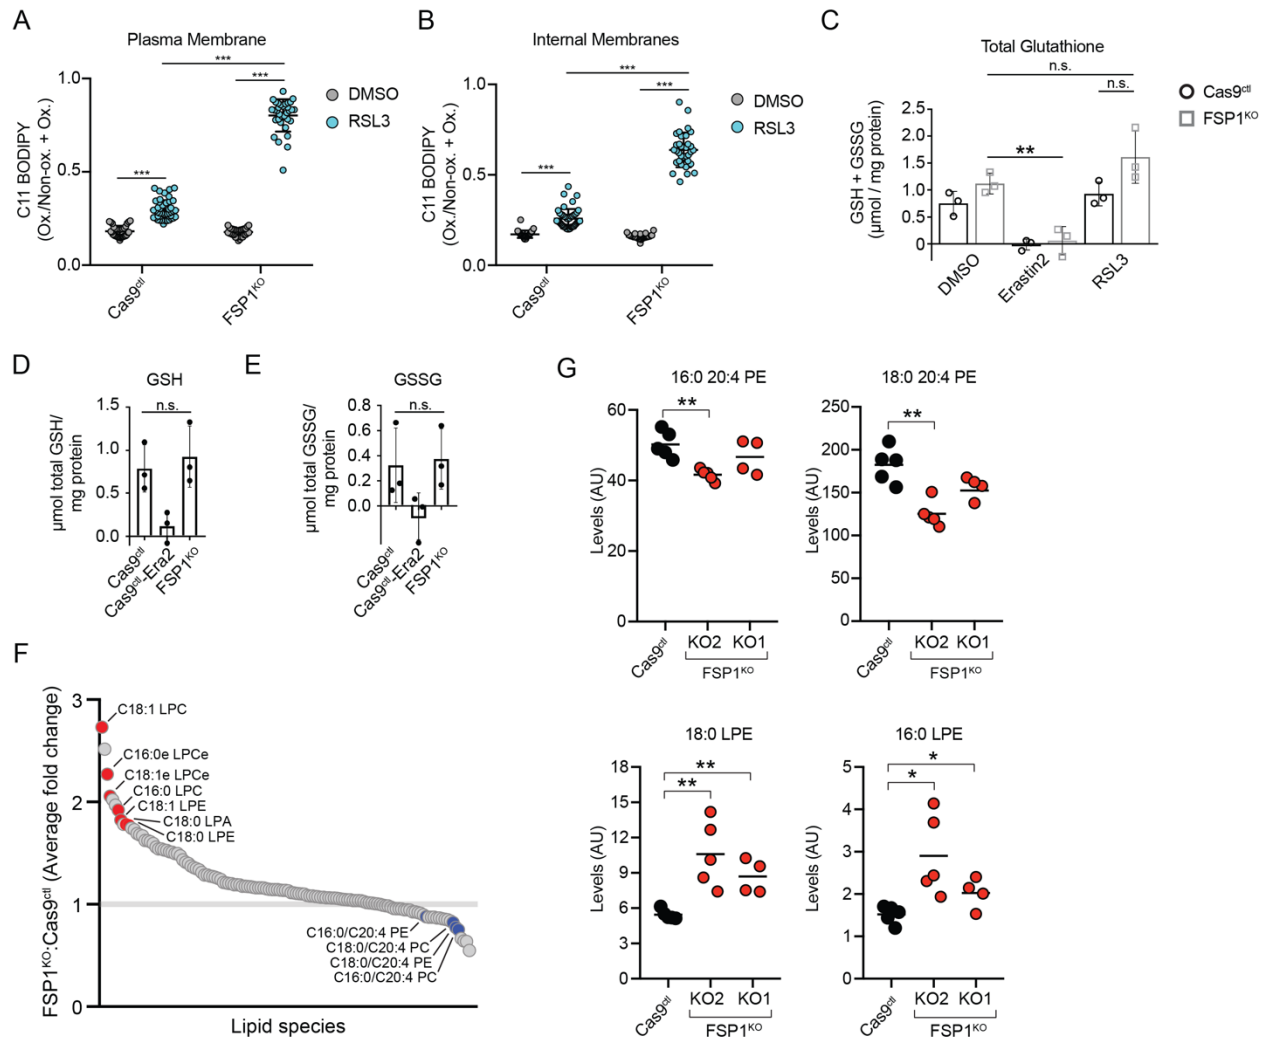 A
Plasma Membrane
***
***
***
1.0
0.5
0.0
C11 BODIPY
(Ox./Non-ox. + Ox.)
DMSO
RSL3
Cas9ctl
FSP1KO
B
Internal Membranes
***
***
***
1.0
0.5
0.0
C11 BODIPY
(Ox./Non-ox. + Ox.)
DMSO
RSL3
Cas9ctl
FSP1KO
C
Total Glutathione
n.s.
n.s.
**
2.5
2.0
1.5
1.0
0.5
0
GSH + GSSG
(μmol / mg protein)
Cas9ctl
FSP1KO
DMSO
Erastin2
RSL3
D
GSH
n.s.
1.5
1.0
0.5
0.0
μmol total GSH/
mg protein
Cas9ctl
Cas9ctl-Era2
FSP1KO
E
GSSG
n.s.
0.8
0.6
0.4
0.2
0.0
μmol total GSSG/
mg protein
Cas9ctl
Cas9ctl-Era2
FSP1KO
F
FSP1KO:Cas9ctl (Average fold change)
3
2
1
0
C18:1 LPC
C16:0e LPCe
C18:1e LPCe
C16:0 LPC
C18:1 LPE
C18:0 LPA
C18:0 LPE
C16:0/C20:4 PE
C18:0/C20:4 PC
C18:0/C20:4 PE
C16:0/C20:4 PC
Lipid species
G
16:0 20:4 PE
**
60
40
20
0
Levels (AU)
Cas9ctl
KO2 KO1
FSP1KO
18:0 20:4 PE
**
250
200
150
100
50
0
Levels (AU)
Cas9ctl
KO2 KO1
FSP1KO
18:0 LPE
**
**
18
15
12
9
6
3
0
Levels (AU)
Cas9ctl
KO2 KO1
FSP1KO
16:0 LPE
*
*
5
4
3
2
1
0
Levels (AU)
Cas9ctl
KO2 KO1
FSP1KO